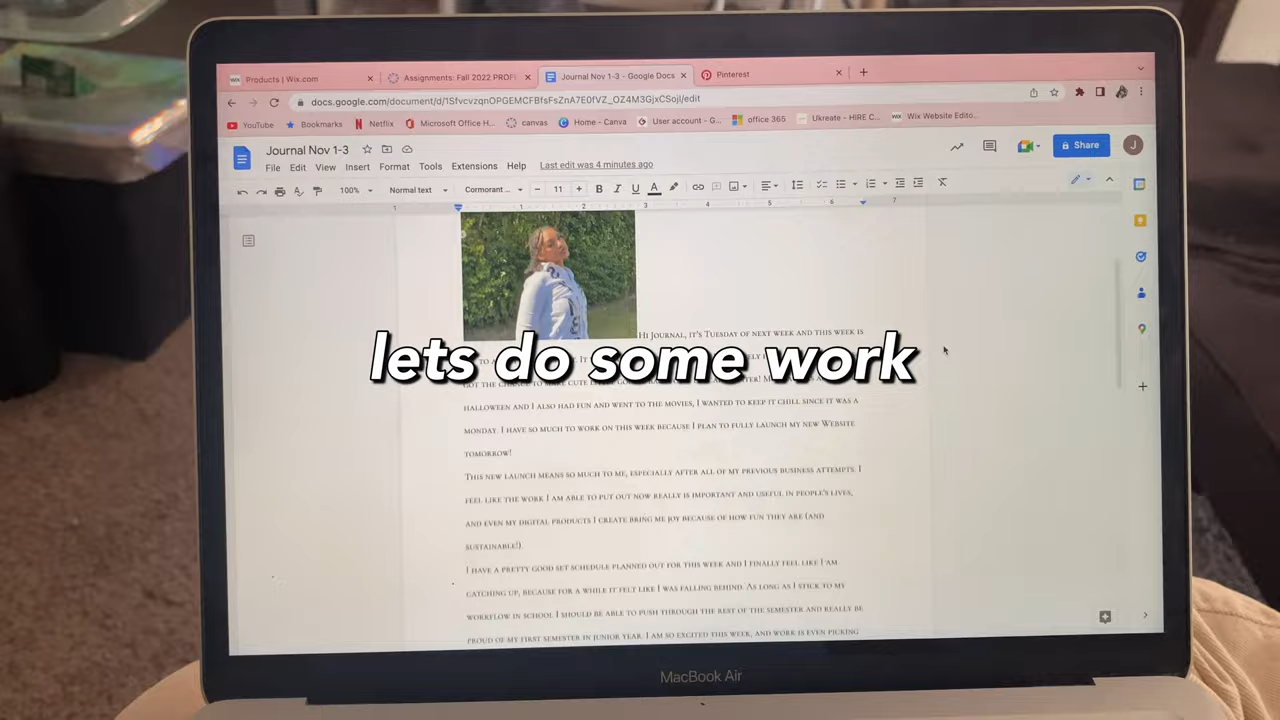 Products | Wix.com
Assignments: Fall 2022 PROFI
Journal Nov 1-3 - Google Docs
Pinterest
docs.google.com/document/d/1SfvcvzqnOPGEMCFBfsFsZnA7E0fVZ_OZ4M3GjxCSojI/edit
YouTube Bookmarks Netflix Microsoft Office H... canvas Home - Canva User account - G... office 365 Ukreate - HIRE C... Wix Website Edito...
Journal Nov 1-3
File Edit View Insert Format Tools Extensions Help Last edit was 4 minutes ago
Share
J
100% Normal text Cormorant ... 11 B I U A
1 1 2 3 4 5 6 7
Hi Journal, it's Tuesday of next week and this week is
lets do some work
Halloween and I also had fun and went to the movies, I wanted to keep it chill since it was a
monday. I have so much to work on this week because I plan to fully launch my new Website
tomorrow!
This new launch means so much to me, especially after all of my previous business attempts. I
feel like the work I am able to put out now really is important and useful in people's lives,
and even my digital products I create bring me joy because of how fun they are (and
sustainable!).
I have a pretty good set schedule planned out for this week and I finally feel like I am
catching up, because for a while it felt like I was falling behind. As long as I stick to my
workflow in school I should be able to push through the rest of the semester and really be
proud of my first semester in junior year. I am so excited this week, and work is even picking
MacBook Air